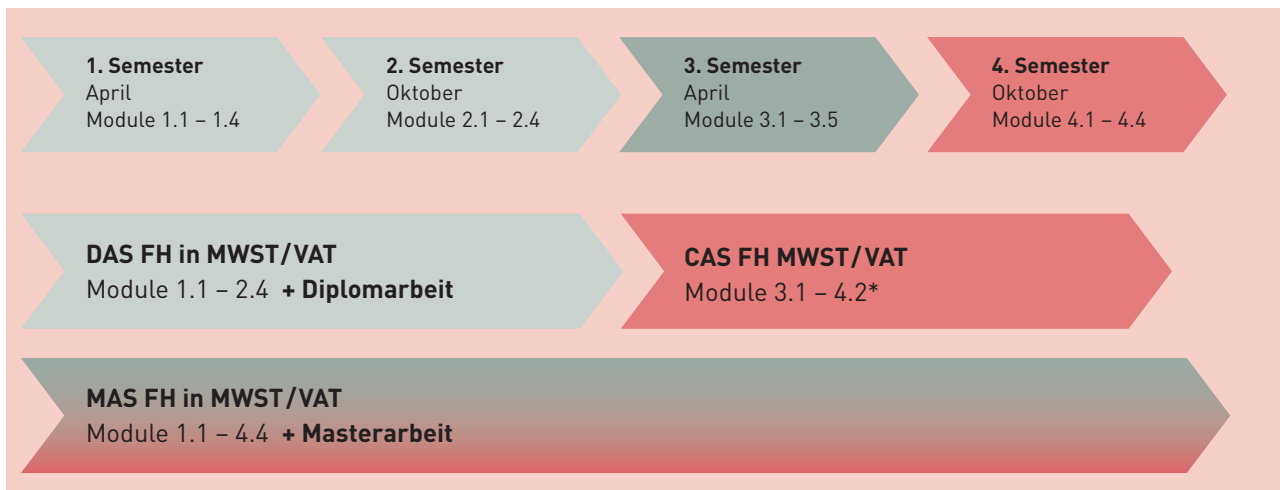 1. Semester
April
Module 1.1 – 1.4
2. Semester
Oktober
Module 2.1 – 2.4
3. Semester
April
Module 3.1 – 3.5
4. Semester
Oktober
Module 4.1 – 4.4
DAS FH in MWST/VAT
Module 1.1 – 2.4 + Diplomarbeit
CAS FH MWST/VAT
Module 3.1 – 4.2*
MAS FH in MWST/VAT
Module 1.1 – 4.4 + Masterarbeit